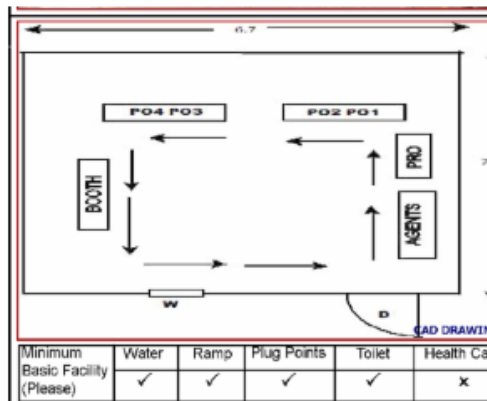 6.7
PO4 PO3
PO2 PO1
PRO
BOOTH
AGENTS
W
D
CAD DRAWIN
Minimum Basic Facility (Please)
Water
Ramp
Plug Points
Toilet
Health Ca
✓ ✓ ✓ ✓ x